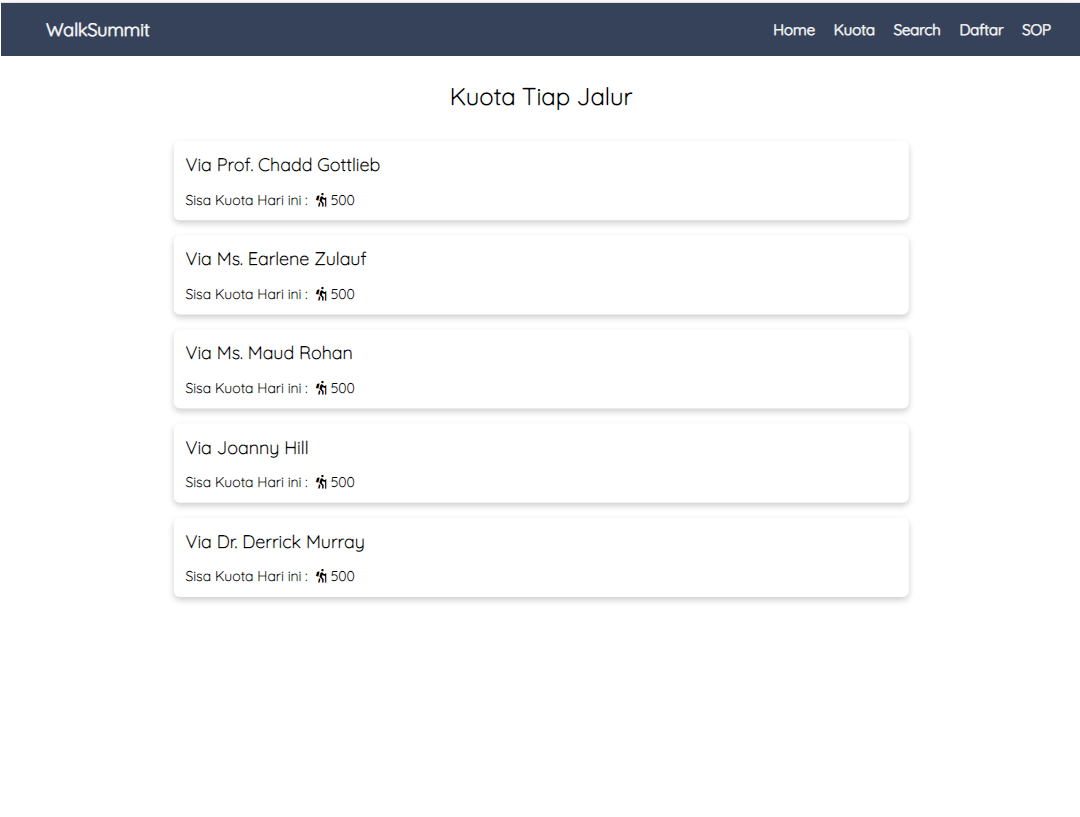 WalkSummit
Home Kuota Search Daftar SOP
Kuota Tiap Jalur
Via Prof. Chadd Gottlieb
Sisa Kuota Hari ini : 500
Via Ms. Earlene Zulauf
Sisa Kuota Hari ini : 500
Via Ms. Maud Rohan
Sisa Kuota Hari ini : 500
Via Joanny Hill
Sisa Kuota Hari ini : 500
Via Dr. Derrick Murray
Sisa Kuota Hari ini : 500